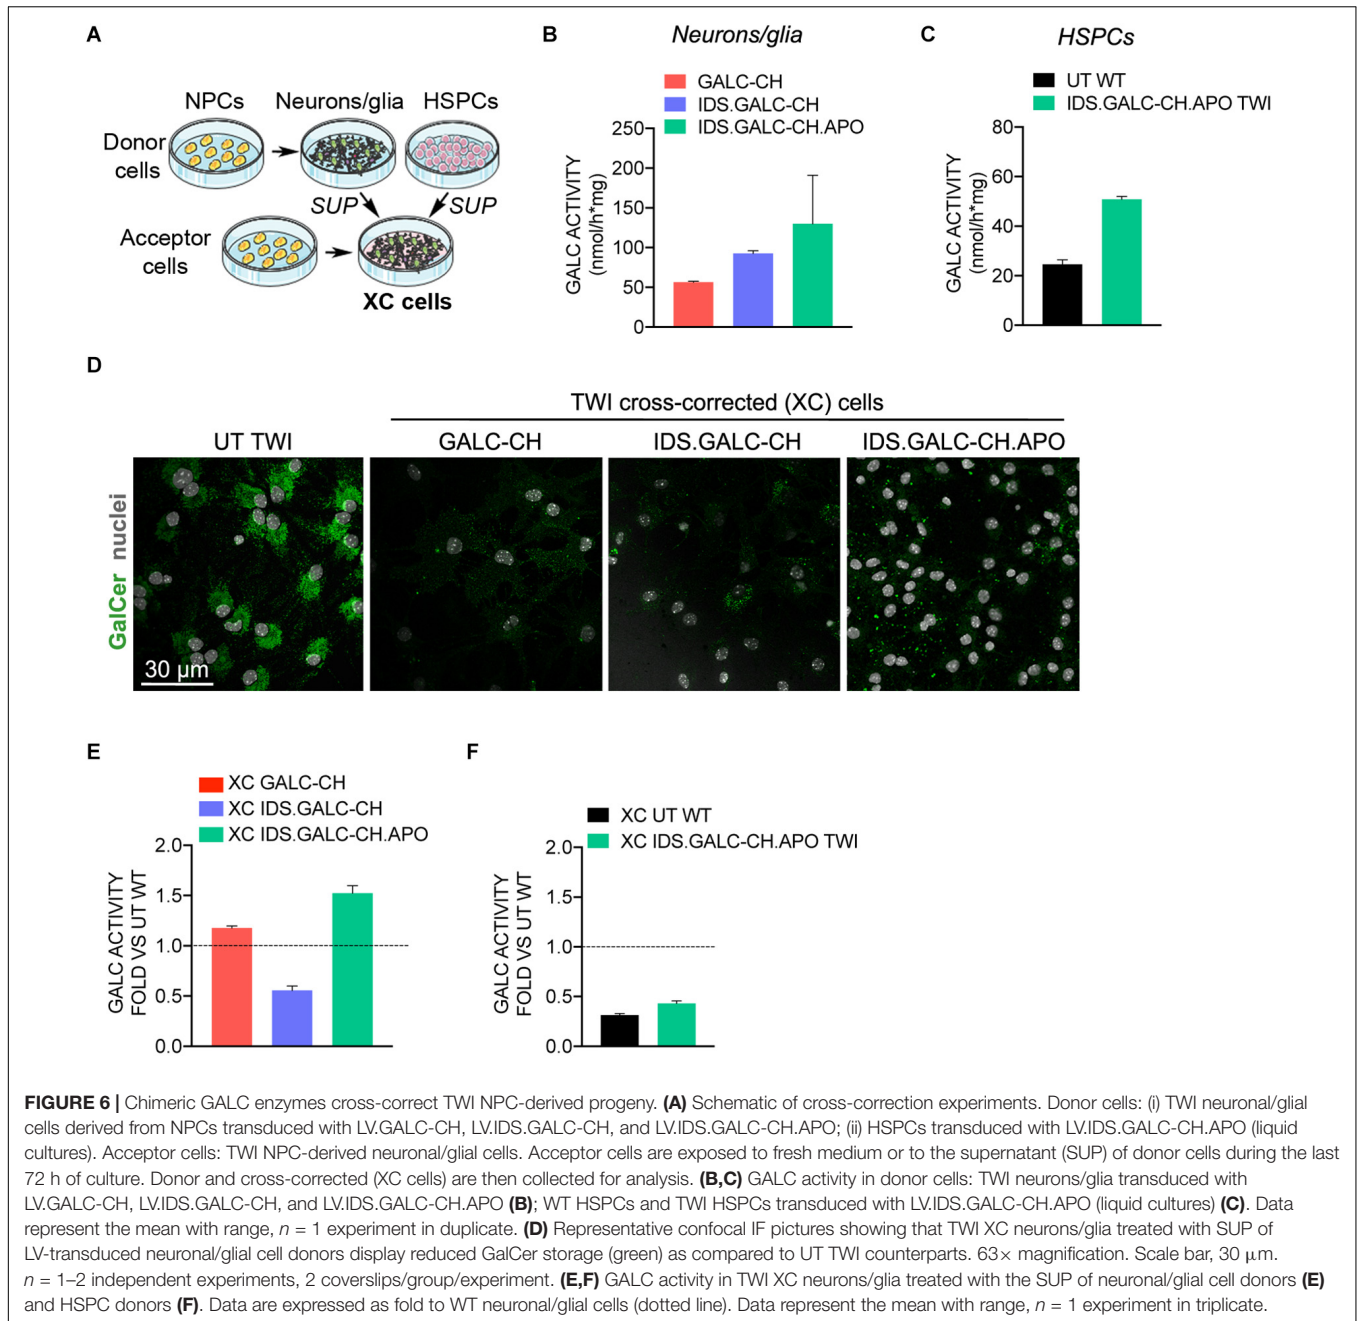 A
NPCs
Neurons/glia
HSPCs
Donor
cells
SUP
SUP
Acceptor
cells
XC cells
B
Neurons/glia
GALC-CH
IDS.GALC-CH
IDS.GALC-CH.APO
GALC ACTIVITY
(nmol/h*mg)
250
200
150
100
50
0
C
HSPCs
UT WT
IDS.GALC-CH.APO TWI
GALC ACTIVITY
(nmol/h*mg)
80
60
40
20
0
D
TWI cross-corrected (XC) cells
UT TWI
GALC-CH
IDS.GALC-CH
IDS.GALC-CH.APO
GalCer nuclei
30 µm
E
XC GALC-CH
XC IDS.GALC-CH
XC IDS.GALC-CH.APO
GALC ACTIVITY
FOLD VS UT WT
2.0
1.5
1.0
0.5
0.0
F
XC UT WT
XC IDS.GALC-CH.APO TWI
GALC ACTIVITY
FOLD VS UT WT
2.0
1.5
1.0
0.5
0.0
FIGURE 6 | Chimeric GALC enzymes cross-correct TWI NPC-derived progeny. (A) Schematic of cross-correction experiments. Donor cells: (i) TWI neuronal/glial
cells derived from NPCs transduced with LV.GALC-CH, LV.IDS.GALC-CH, and LV.IDS.GALC-CH.APO; (ii) HSPCs transduced with LV.IDS.GALC-CH.APO (liquid
cultures). Acceptor cells: TWI NPC-derived neuronal/glial cells. Acceptor cells are exposed to fresh medium or to the supernatant (SUP) of donor cells during the last
72 h of culture. Donor and cross-corrected (XC cells) are then collected for analysis. (B,C) GALC activity in donor cells: TWI neurons/glia transduced with
LV.GALC-CH, LV.IDS.GALC-CH, and LV.IDS.GALC-CH.APO (B); WT HSPCs and TWI HSPCs transduced with LV.IDS.GALC-CH.APO (liquid cultures) (C). Data
represent the mean with range, n = 1 experiment in duplicate. (D) Representative confocal IF pictures showing that TWI XC neurons/glia treated with SUP of
LV-transduced neuronal/glial cell donors display reduced GalCer storage (green) as compared to UT TWI counterparts. 63× magnification. Scale bar, 30 µm.
n = 1–2 independent experiments, 2 coverslips/group/experiment. (E,F) GALC activity in TWI XC neurons/glia treated with the SUP of neuronal/glial cell donors (E)
and HSPC donors (F). Data are expressed as fold to WT neuronal/glial cells (dotted line). Data represent the mean with range, n = 1 experiment in triplicate.